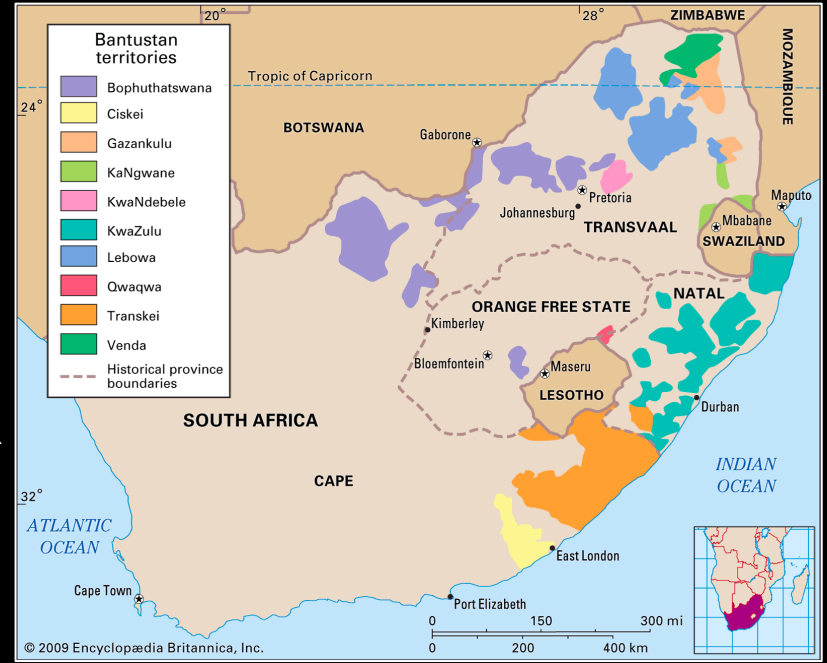 20°
28°
ZIMBABWE
MOZAMBIQUE
Bantustan
territories
Bophuthatswana
Ciskei
Gazankulu
KaNgwane
KwaNdebele
KwaZulu
Lebowa
Qwaqwa
Transkei
Venda
Historical province
boundaries
Tropic of Capricorn
24°
BOTSWANA
Gaborone
Pretoria
Johannesburg
TRANSVAAL
Maputo
Mbabane
SWAZILAND
ORANGE FREE STATE
NATAL
Kimberley
Bloemfontein
Maseru
LESOTHO
Durban
SOUTH AFRICA
CAPE
INDIAN
OCEAN
32°
ATLANTIC
OCEAN
East London
Cape Town
Port Elizabeth
0 150 300 mi
0 200 400 km
© 2009 Encyclopædia Britannica, Inc.